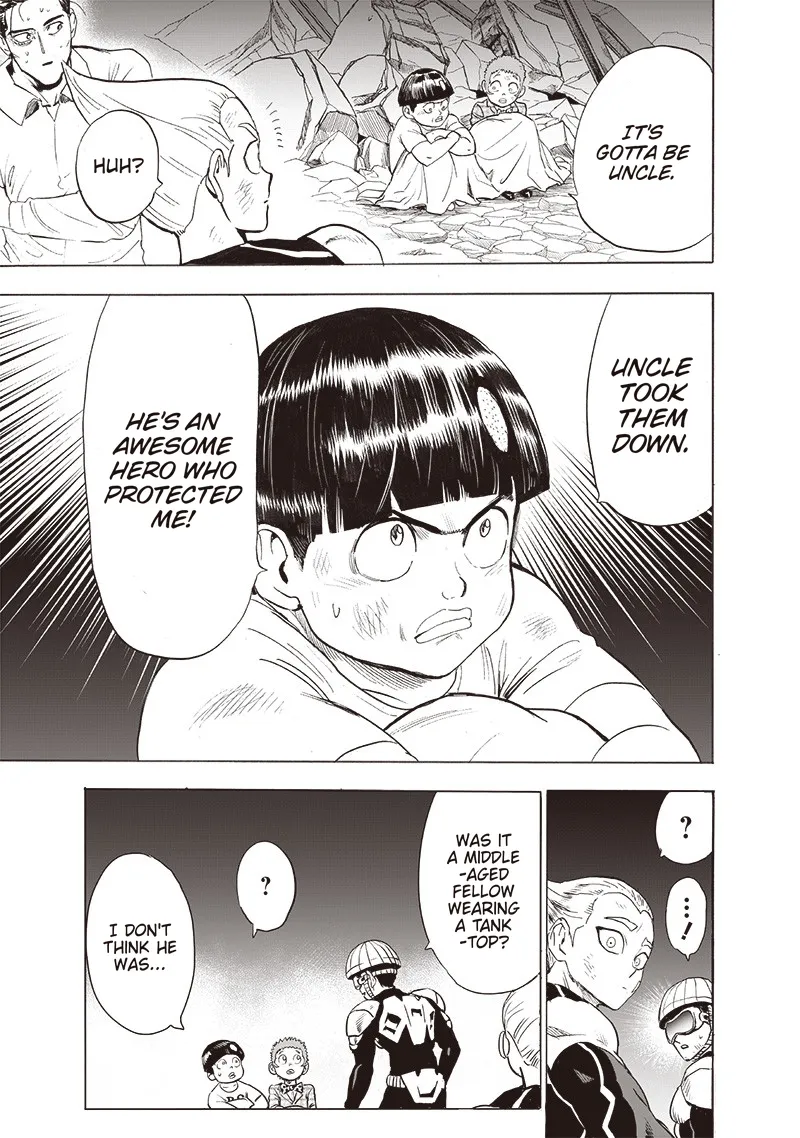 IT'S
GOTTA BE
UNCLE.
HUH?
UNCLE
TOOK
THEM
DOWN.
HE'S AN
AWESOME
HERO WHO
PROTECTED
ME!
?
...!
WAS IT
A MIDDLE
-AGED
FELLOW
WEARING
A TANK
-TOP?
?
I DON'T
THINK HE
WAS...